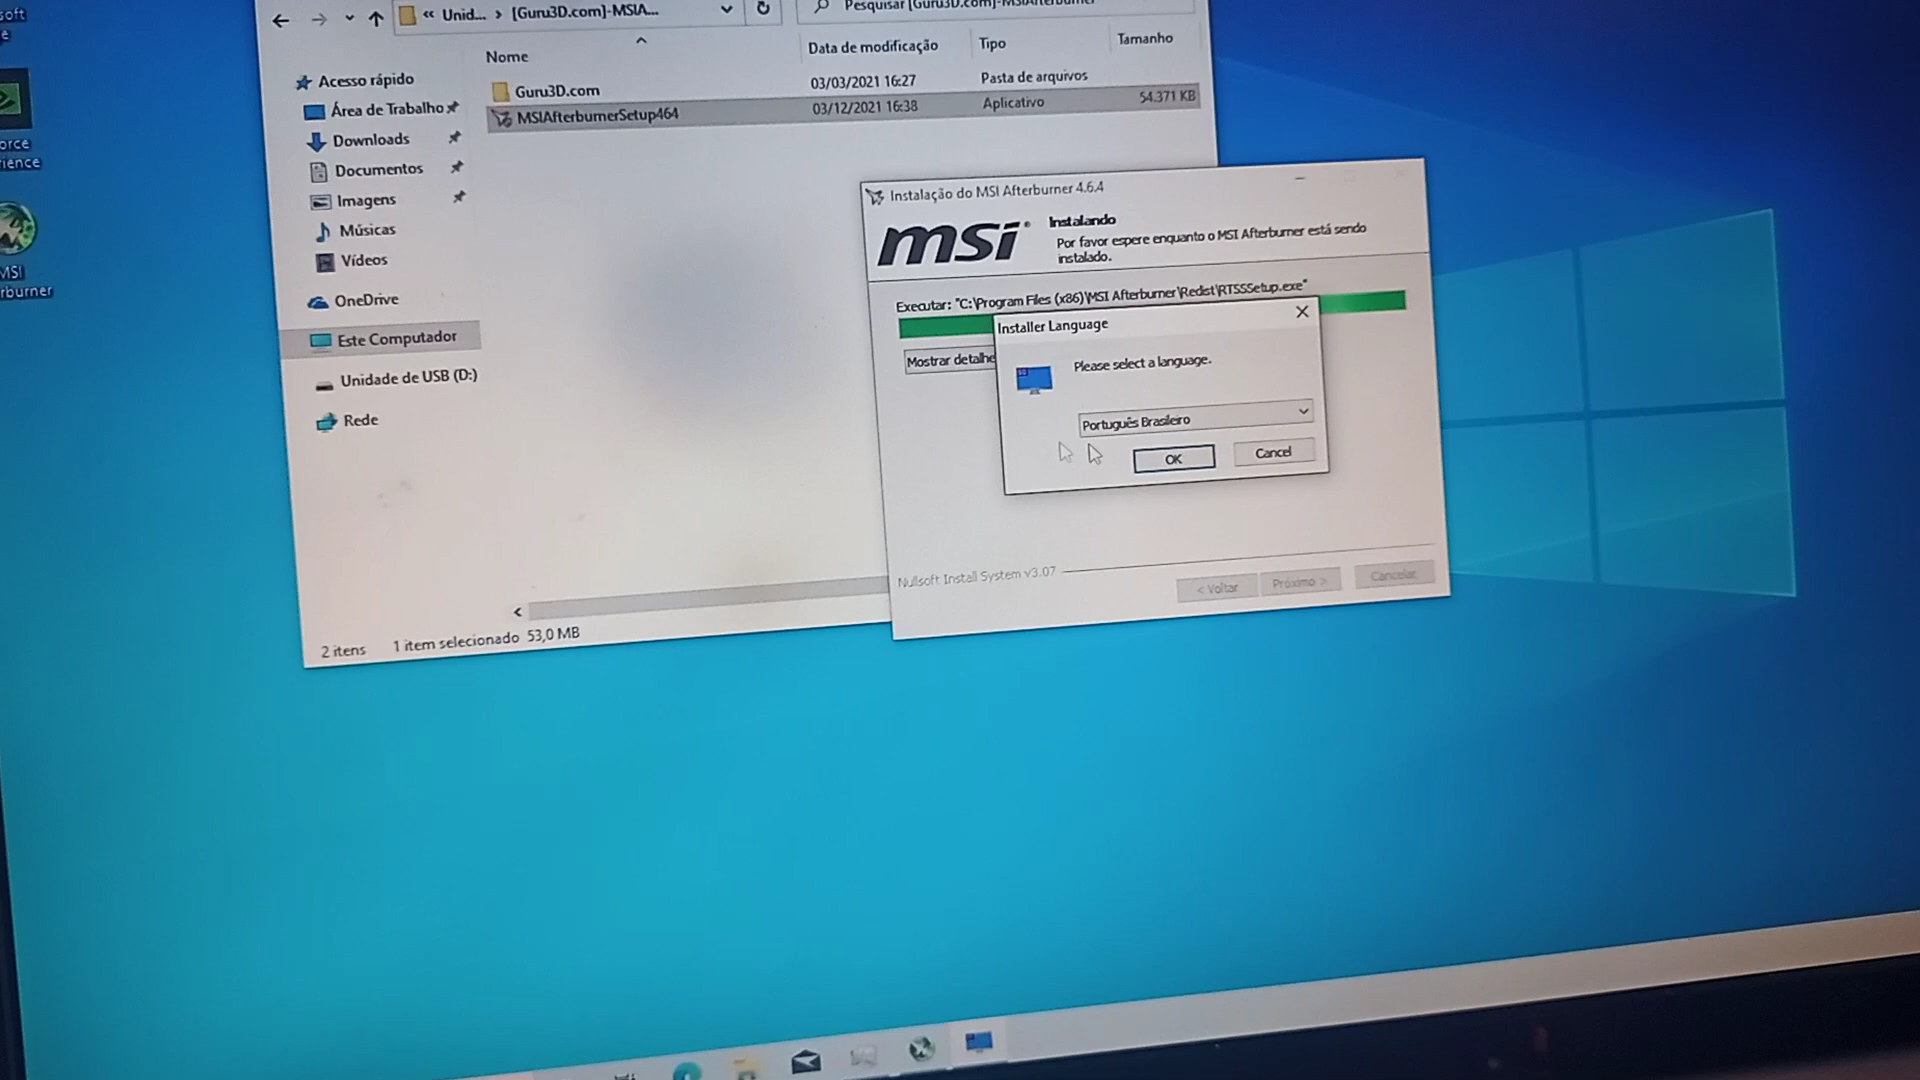 soft
e
orce
rience
MSI
rburner
« Unid... › [Guru3D.com]-MSIA...
Pesquisar [Guru3D.com]-MSIAfterburner
Nome
Data de modificação
Tipo
Tamanho
Guru3D.com
03/03/2021 16:27
Pasta de arquivos
MSIAfterburnerSetup464
03/12/2021 16:38
Aplicativo
54.371 KB
Acesso rápido
Área de Trabalho
Downloads
Documentos
Imagens
Músicas
Vídeos
OneDrive
Este Computador
Unidade de USB (D:)
Rede
2 itens
1 item selecionado 53,0 MB
Instalação do MSI Afterburner 4.6.4
msi®
Instalando
Por favor espere enquanto o MSI Afterburner está sendo
instalado.
Executar: "C:\Program Files (x86)\MSI Afterburner\Redist\RTSSSetup.exe"
Mostrar detalhe
Installer Language
Please select a language.
Português Brasileiro
OK
Cancel
Nullsoft Install System v3.07
< Voltar
Próximo >
Cancelar